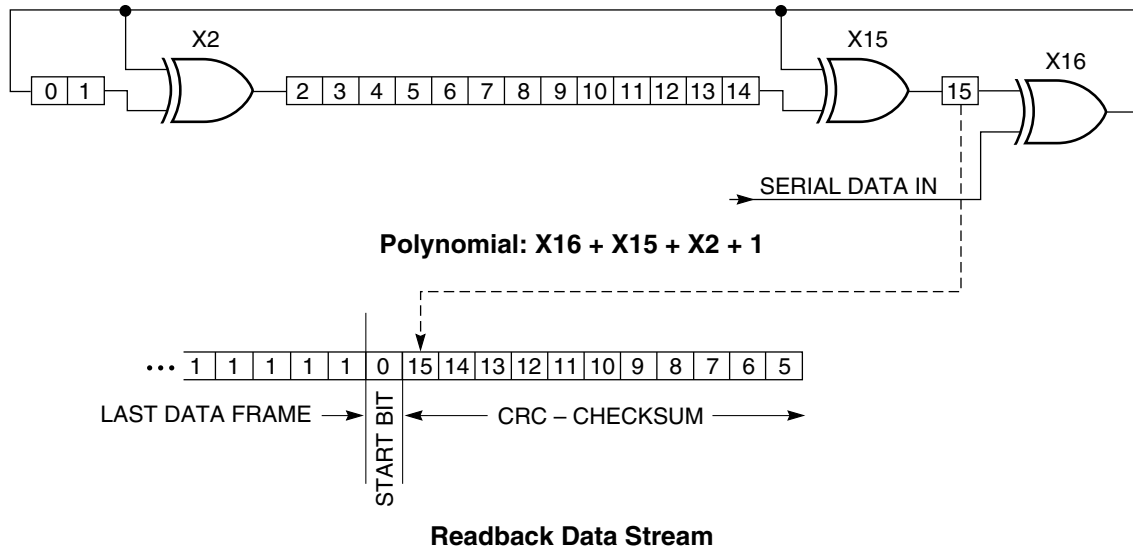 X2
X15
X16
0 1
2 3 4 5 6 7 8 9 10 11 12 13 14
15
SERIAL DATA IN
Polynomial: X16 + X15 + X2 + 1
••• 1 1 1 1 1 0 15 14 13 12 11 10 9 8 7 6 5
LAST DATA FRAME
START BIT
CRC – CHECKSUM
Readback Data Stream